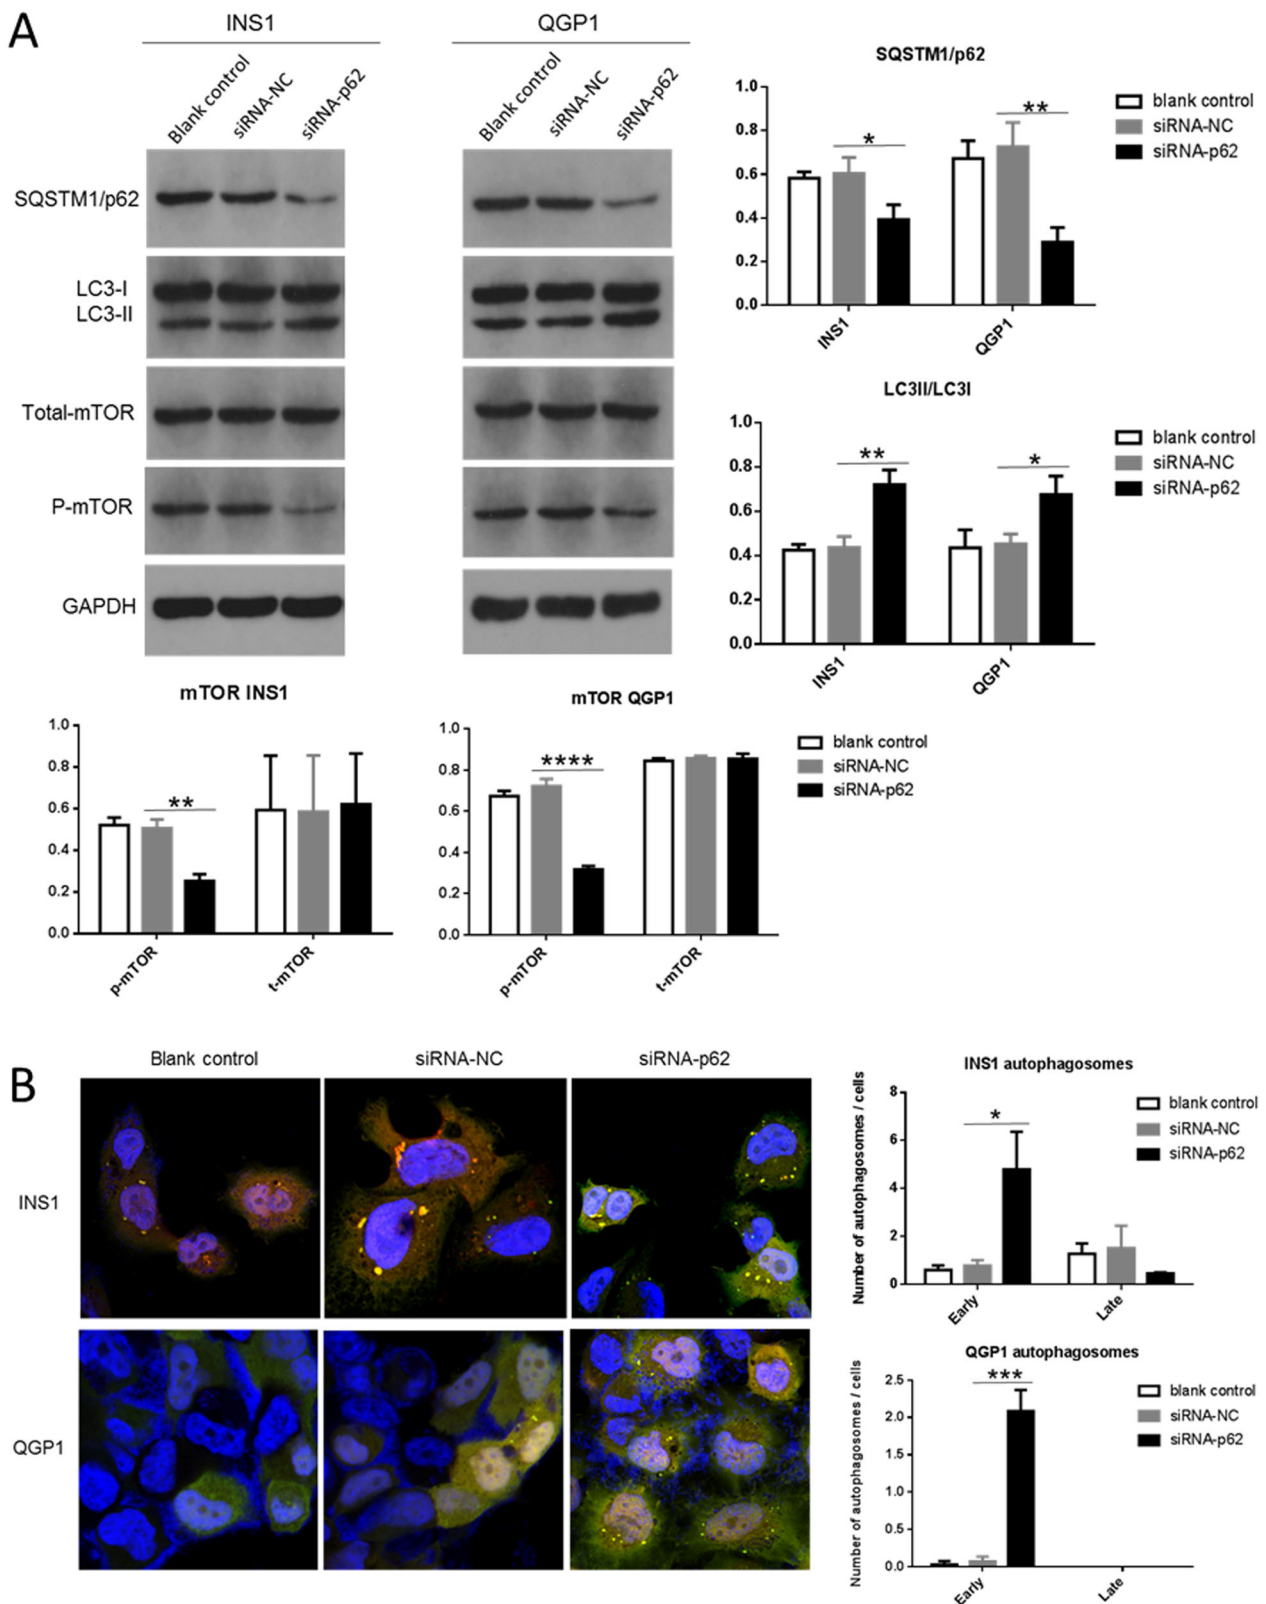 A
INS1
QGP1
Blank control
siRNA-NC
siRNA-p62
Blank control
siRNA-NC
siRNA-p62
SQSTM1/p62
LC3-I
LC3-II
Total-mTOR
P-mTOR
GAPDH
SQSTM1/p62
1.0
0.8
0.6
0.4
0.2
0.0
*
**
INS1
QGP1
blank control
siRNA-NC
siRNA-p62
LC3II/LC3I
1.0
0.8
0.6
0.4
0.2
0.0
**
*
INS1
QGP1
blank control
siRNA-NC
siRNA-p62
mTOR INS1
1.0
0.8
0.6
0.4
0.2
0.0
**
p-mTOR
t-mTOR
mTOR QGP1
1.0
0.8
0.6
0.4
0.2
0.0
****
p-mTOR
t-mTOR
blank control
siRNA-NC
siRNA-p62
B
Blank control
siRNA-NC
siRNA-p62
INS1
QGP1
INS1 autophagosomes
Number of autophagosomes / cells
8
6
4
2
0
*
Early
Late
blank control
siRNA-NC
siRNA-p62
QGP1 autophagosomes
Number of autophagosomes / cells
2.5
2.0
1.5
1.0
0.5
0.0
***
Early
Late
blank control
siRNA-NC
siRNA-p62